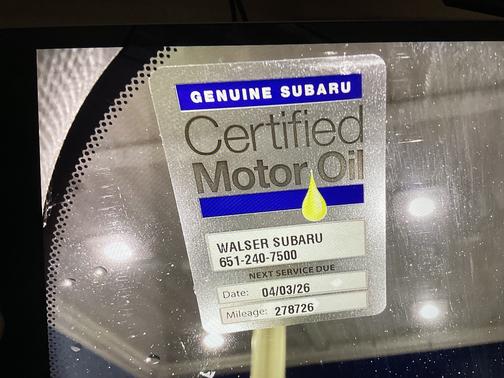 GENUINE SUBARU
Certified
Motor Oil
WALSER SUBARU
651-240-7500
NEXT SERVICE DUE
Date: 04/03/26
Mileage: 278726